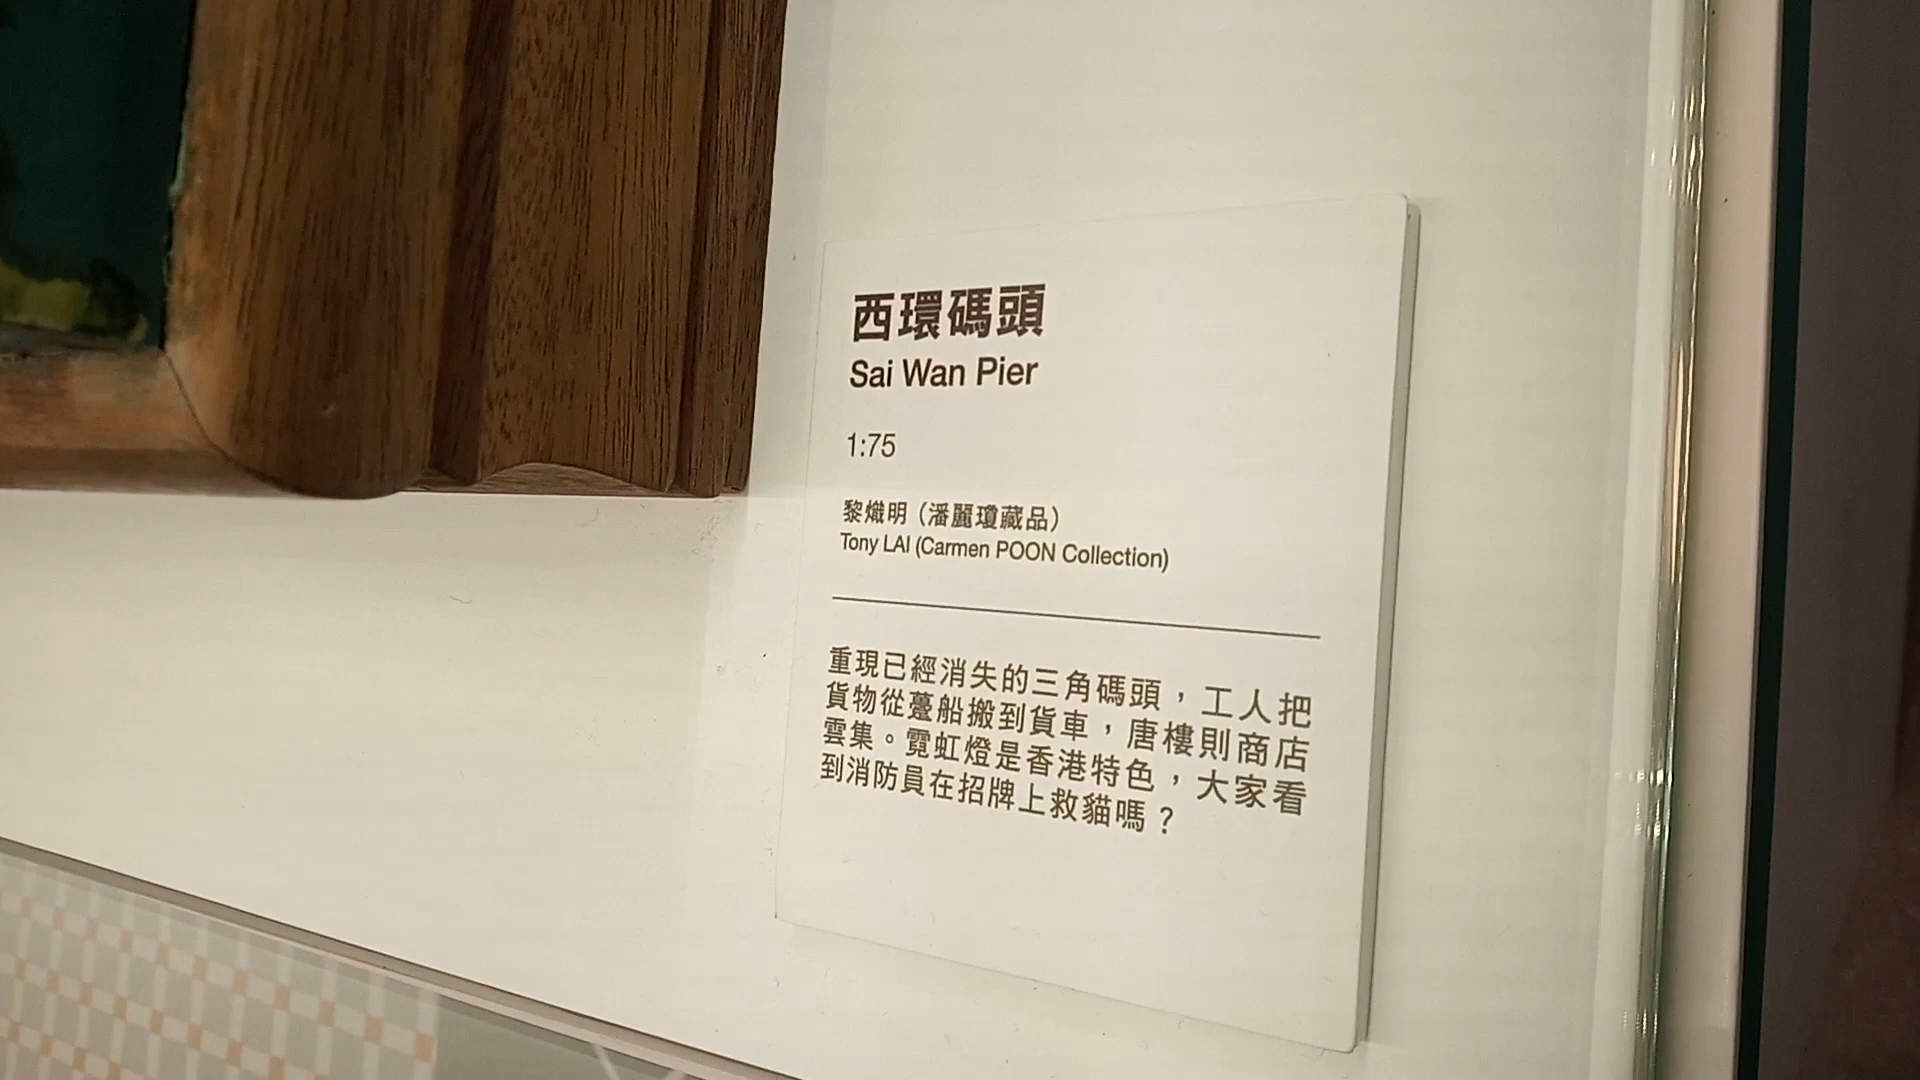 西環碼頭
Sai Wan Pier
1:75
黎熾明（潘麗瓊藏品）
Tony LAI (Carmen POON Collection)
重現已經消失的三角碼頭，工人把
貨物從躉船搬到貨車，唐樓則商店
雲集。霓虹燈是香港特色，大家看
到消防員在招牌上救貓嗎？